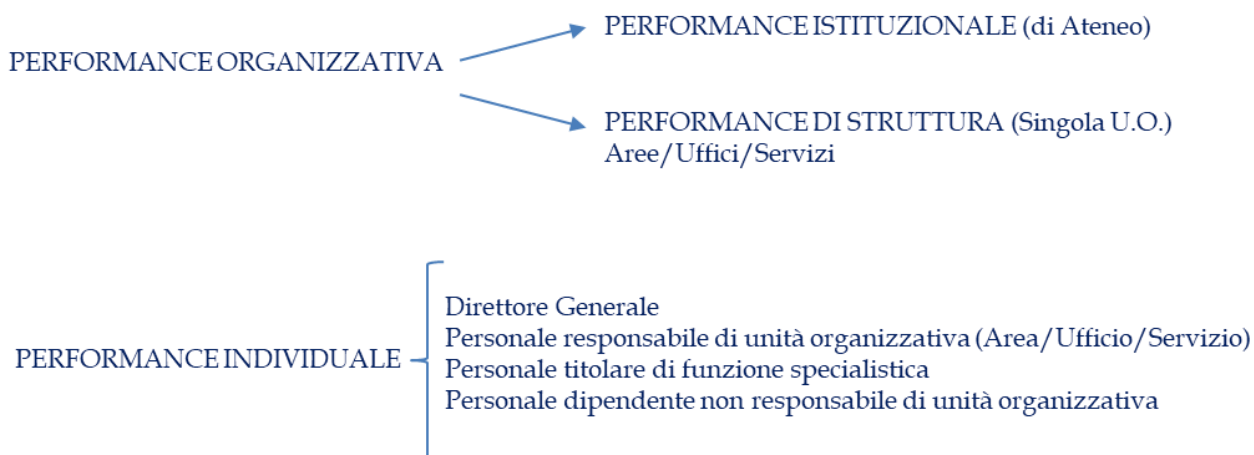 PERFORMANCE ISTITUZIONALE (di Ateneo)
PERFORMANCE ORGANIZZATIVA
PERFORMANCE DI STRUTTURA (Singola U.O.)
Aree/Uffici/Servizi
Direttore Generale
Personale responsabile di unità organizzativa (Area/Ufficio/Servizio)
PERFORMANCE INDIVIDUALE
Personale titolare di funzione specialistica
Personale dipendente non responsabile di unità organizzativa